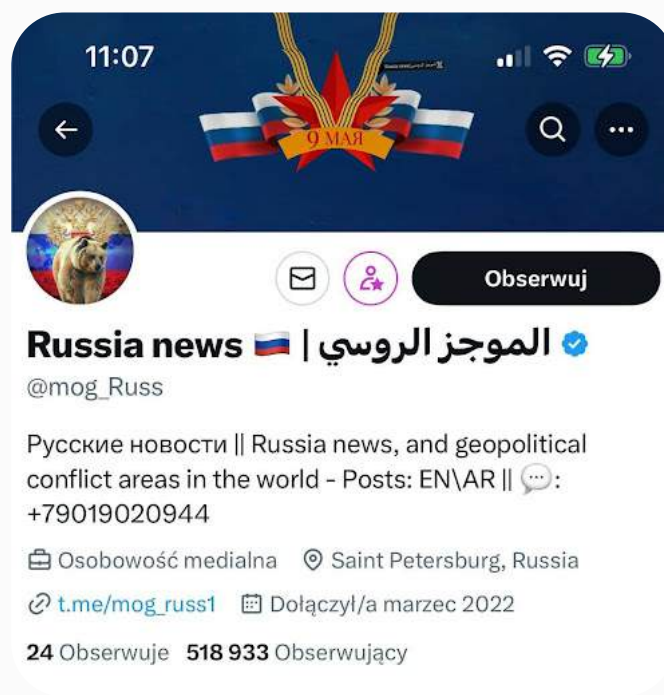 11:07
9 МАЯ
Obserwuj
Russia news 🇷🇺 | الموجز الروسي
@mog_Russ
Русские новости || Russia news, and geopolitical
conflict areas in the world - Posts: EN\AR || 💬:
+79019020944
Osobowość medialna Saint Petersburg, Russia
t.me/mog_russ1 Dołączył/a marzec 2022
24 Obserwuje 518 933 Obserwujący